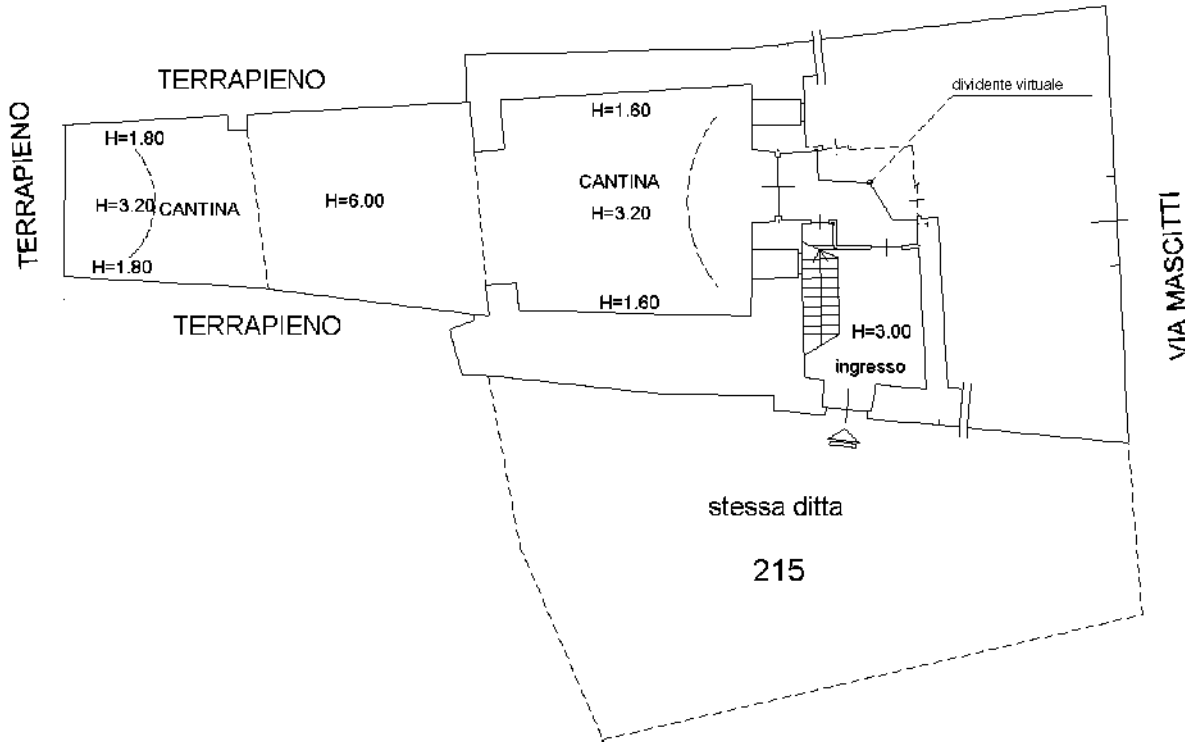 TERRAPIENO
dividente virtuale
TERRAPIENO
H=1.80
H=1.60
H=3.20
CANTINA
H=6.00
CANTINA
H=3.20
H=1.80
H=1.60
TERRAPIENO
VIA MASCITTI
H=3.00
ingresso
stessa ditta
215